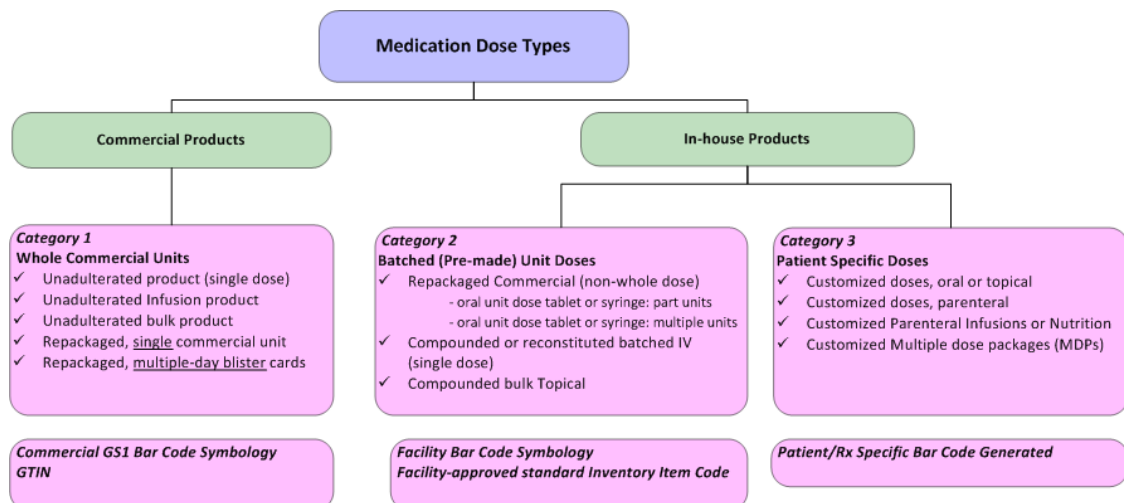 Medication Dose Types
Commercial Products
In-house Products
Category 1
Whole Commercial Units
✓ Unadulterated product (single dose)
✓ Unadulterated Infusion product
✓ Unadulterated bulk product
✓ Repackaged, single commercial unit
✓ Repackaged, multiple-day blister cards
Category 2
Batched (Pre-made) Unit Doses
✓ Repackaged Commercial (non-whole dose)
- oral unit dose tablet or syringe: part units
- oral unit dose tablet or syringe: multiple units
✓ Compounded or reconstituted batched IV
(single dose)
✓ Compounded bulk Topical
Category 3
Patient Specific Doses
✓ Customized doses, oral or topical
✓ Customized doses, parenteral
✓ Customized Parenteral Infusions or Nutrition
✓ Customized Multiple dose packages (MDPs)
Commercial GS1 Bar Code Symbology
GTIN
Facility Bar Code Symbology
Facility-approved standard Inventory Item Code
Patient/Rx Specific Bar Code Generated